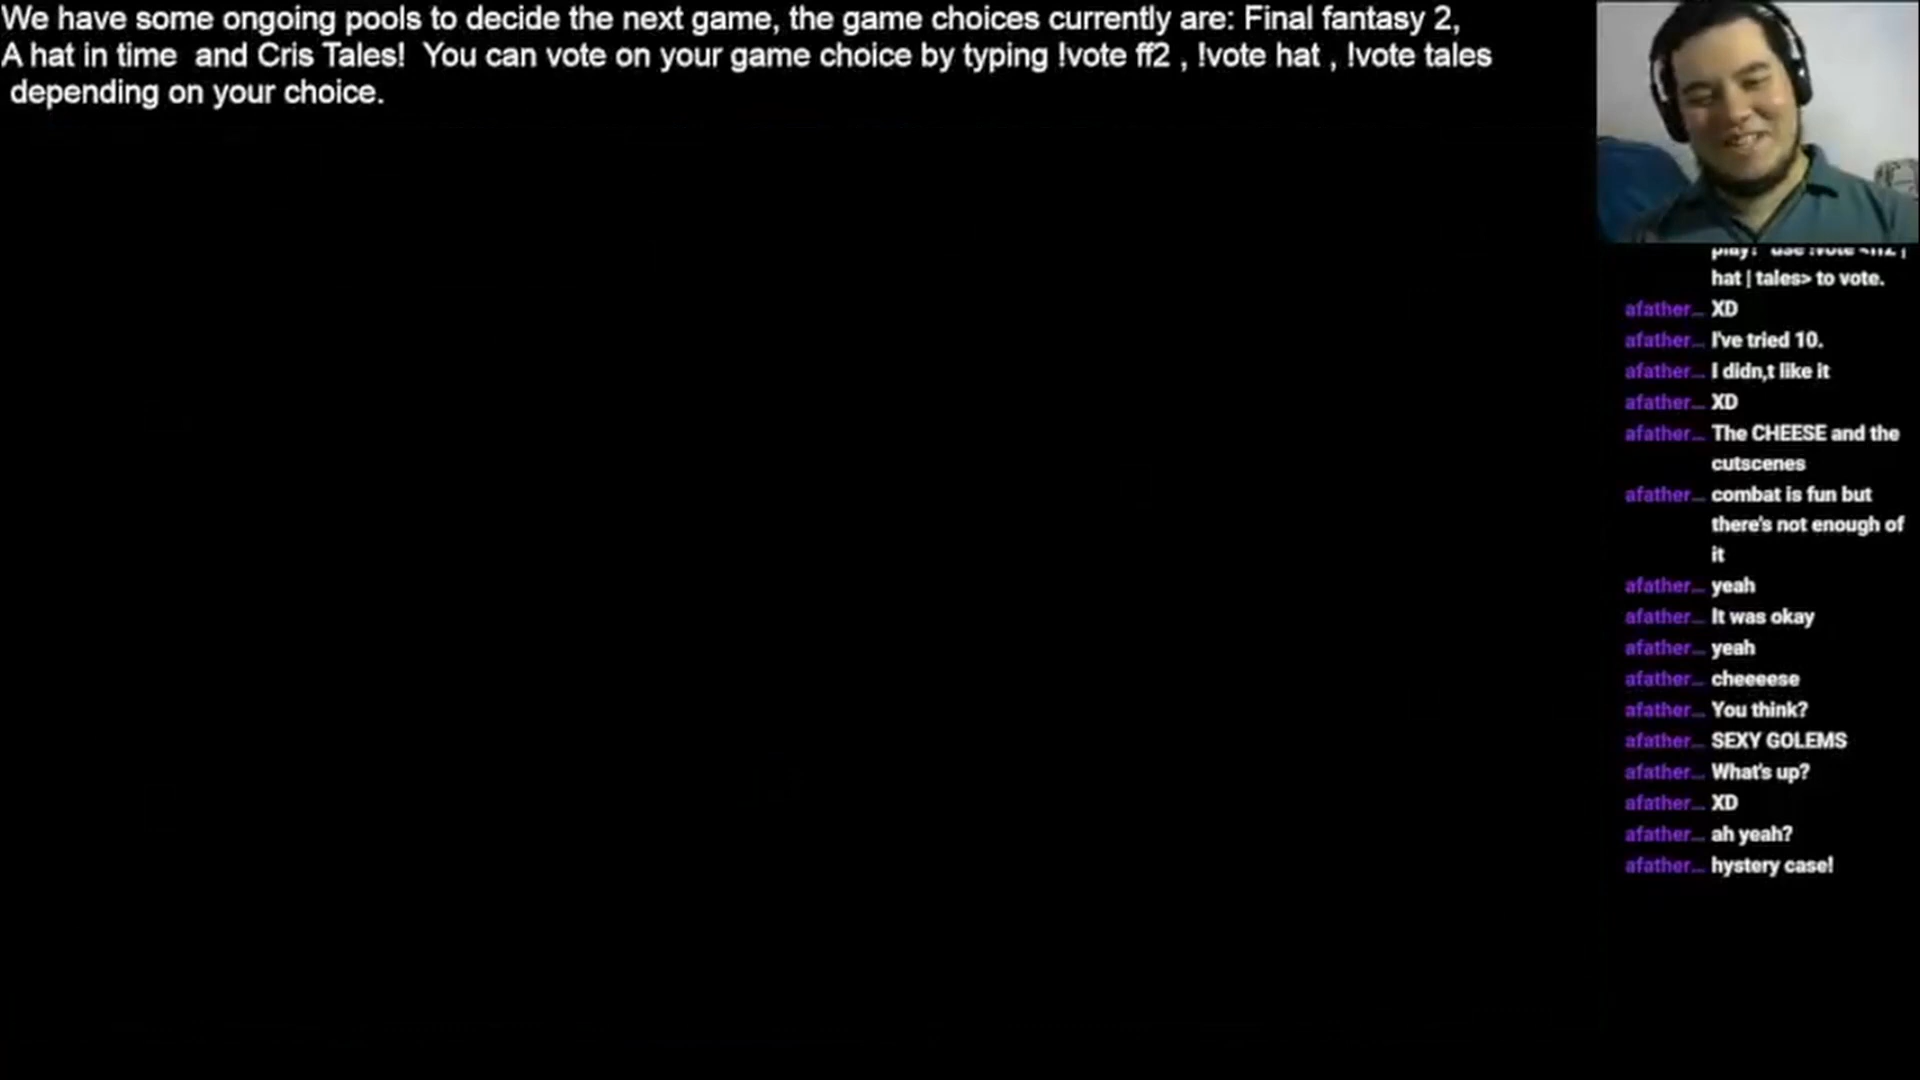 We have some ongoing pools to decide the next game, the game choices currently are: Final fantasy 2,
A hat in time and Cris Tales! You can vote on your game choice by typing !vote ff2 , !vote hat , !vote tales
depending on your choice.
play? use !vote <ff2 |
hat | tales> to vote.
afather... XD
afather... I've tried 10.
afather... I didn,t like it
afather... XD
afather... The CHEESE and the
cutscenes
afather... combat is fun but
there's not enough of
it
afather... yeah
afather... It was okay
afather... yeah
afather... cheeeese
afather... You think?
afather... SEXY GOLEMS
afather... What's up?
afather... XD
afather... ah yeah?
afather... hystery case!